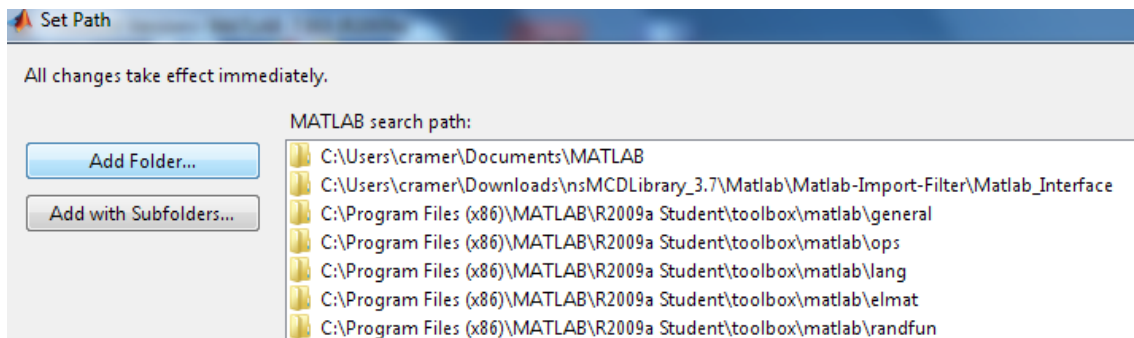 Set Path
All changes take effect immediately.
MATLAB search path:
Add Folder...
C:\Users\cramer\Documents\MATLAB
C:\Users\cramer\Downloads\nsMCDLibrary_3.7\Matlab\Matlab-Import-Filter\Matlab_Interface
Add with Subfolders...
C:\Program Files (x86)\MATLAB\R2009a Student\toolbox\matlab\general
C:\Program Files (x86)\MATLAB\R2009a Student\toolbox\matlab\ops
C:\Program Files (x86)\MATLAB\R2009a Student\toolbox\matlab\lang
C:\Program Files (x86)\MATLAB\R2009a Student\toolbox\matlab\elmat
C:\Program Files (x86)\MATLAB\R2009a Student\toolbox\matlab\randfun